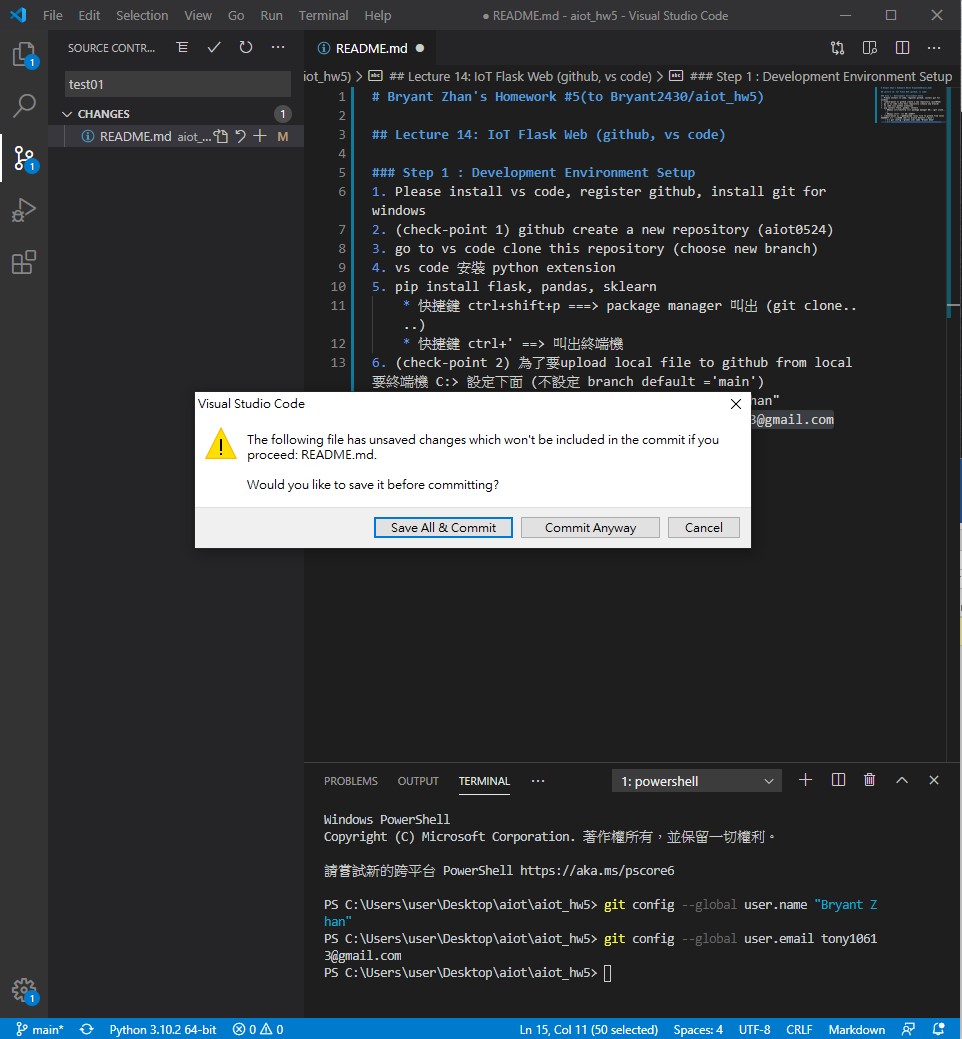 File Edit Selection View Go Run Terminal Help ● README.md - aiot_hw5 - Visual Studio Code
SOURCE CONTR...
README.md
test01
iot_hw5) > ## Lecture 14: IoT Flask Web (github, vs code) > ### Step 1 : Development Environment Setup
CHANGES 1
README.md aiot_... M
1 # Bryant Zhan's Homework #5(to Bryant2430/aiot_hw5)
2
3 ## Lecture 14: IoT Flask Web (github, vs code)
4
5 ### Step 1 : Development Environment Setup
6 1. Please install vs code, register github, install git for
windows
7 2. (check-point 1) github create a new repository (aiot0524)
8 3. go to vs code clone this repository (choose new branch)
9 4. vs code 安裝 python extension
10 5. pip install flask, pandas, sklearn
11 * 快捷鍵 ctrl+shift+p ===> package manager 叫出 (git clone..
..)
12 * 快捷鍵 ctrl+' ==> 叫出終端機
13 6. (check-point 2) 為了要upload local file to github from local
要終端機 C:> 設定下面 (不設定 branch default ='main')
han"
3@gmail.com
Visual Studio Code
The following file has unsaved changes which won't be included in the commit if you
proceed: README.md.
Would you like to save it before committing?
Save All & Commit Commit Anyway Cancel
PROBLEMS OUTPUT TERMINAL ... 1: powershell
Windows PowerShell
Copyright (C) Microsoft Corporation. 著作權所有，並保留一切權利。
請嘗試新的跨平台 PowerShell https://aka.ms/pscore6
PS C:\Users\user\Desktop\aiot\aiot_hw5> git config --global user.name "Bryant Z
han"
PS C:\Users\user\Desktop\aiot\aiot_hw5> git config --global user.email tony1061
3@gmail.com
PS C:\Users\user\Desktop\aiot\aiot_hw5>
main* Python 3.10.2 64-bit 0 0 Ln 15, Col 11 (50 selected) Spaces: 4 UTF-8 CRLF Markdown